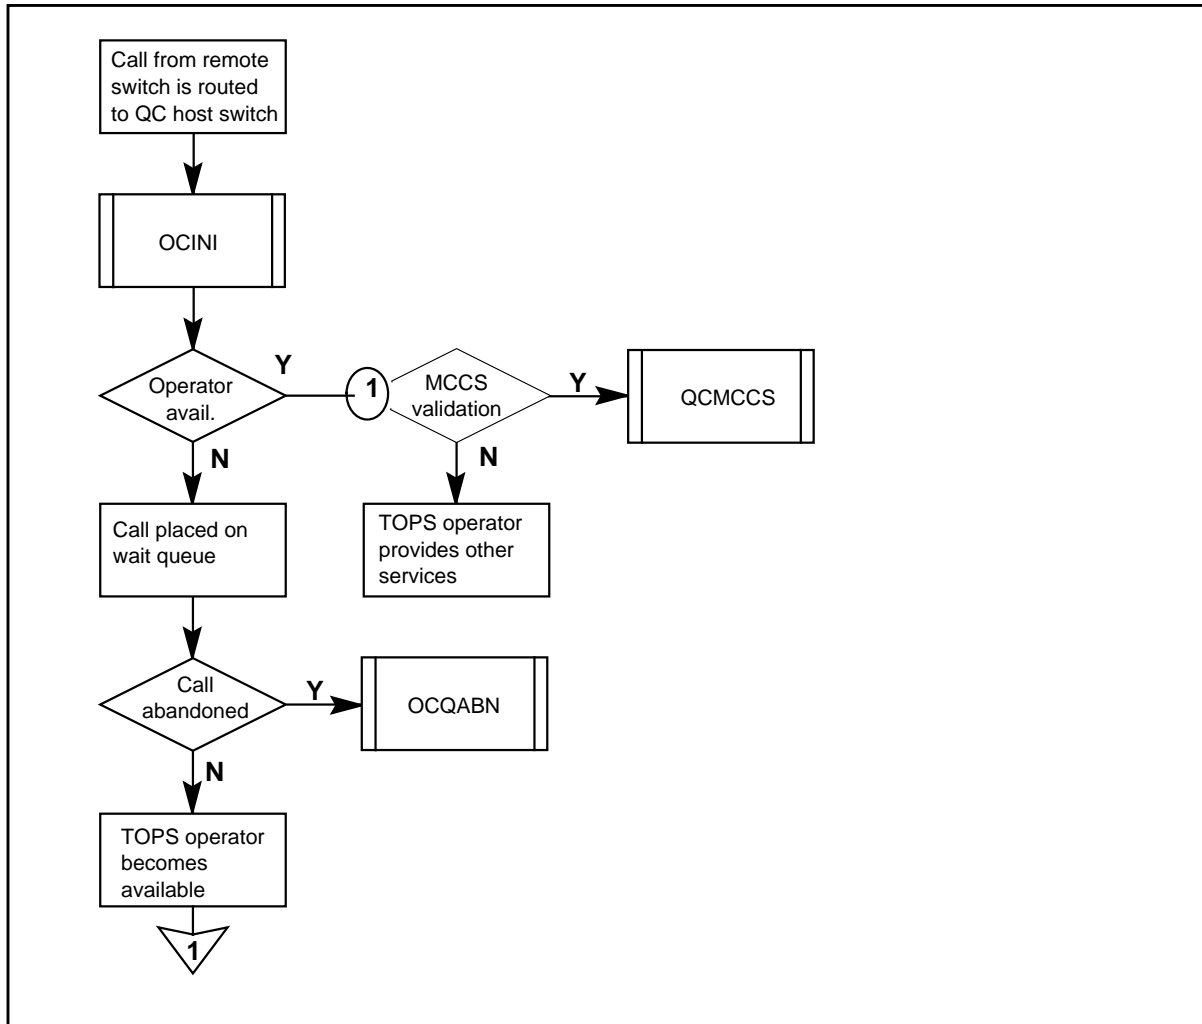 Call from remote
switch is routed
to QC host switch
OCINI
Operator
avail.
Y
1
MCCS
validation
Y
QCMCCS
N
N
Call placed on
wait queue
TOPS operator
provides other
services
Call
abandoned
Y
OCQABN
N
TOPS operator
becomes
available
1